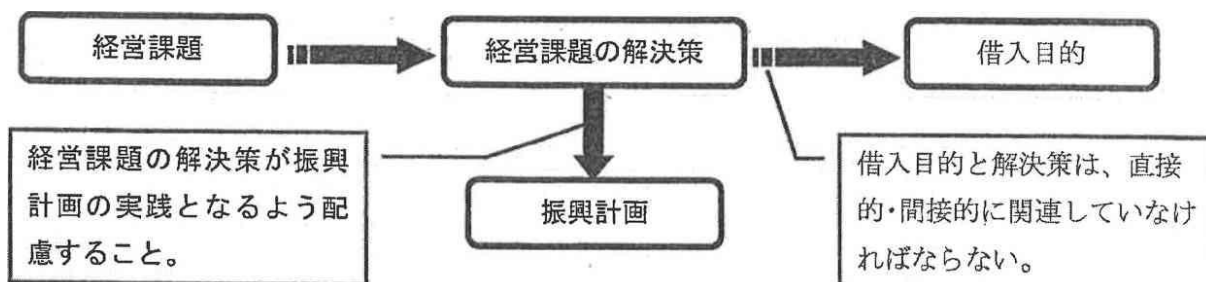 経営課題
経営課題の解決策
借入目的
経営課題の解決策が振興
計画の実践となるよう配
慮すること。
振興計画
借入目的と解決策は、直接
的・間接的に関連していなけ
ればならない。